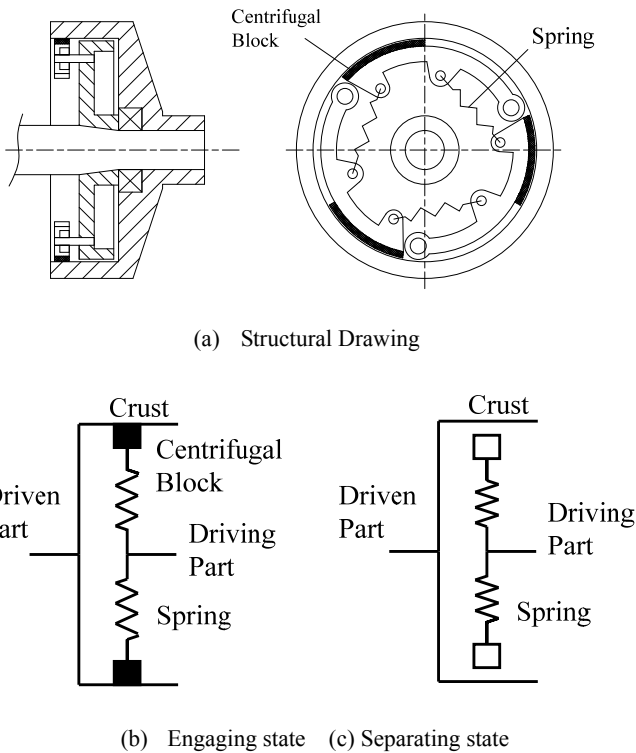 Centrifugal
Block
Spring
(a) Structural Drawing
Crust
Centrifugal
Block
Driving
Part
Spring
Crust
Driven
Part
Driving
Part
Spring
(b) Engaging state (c) Separating state